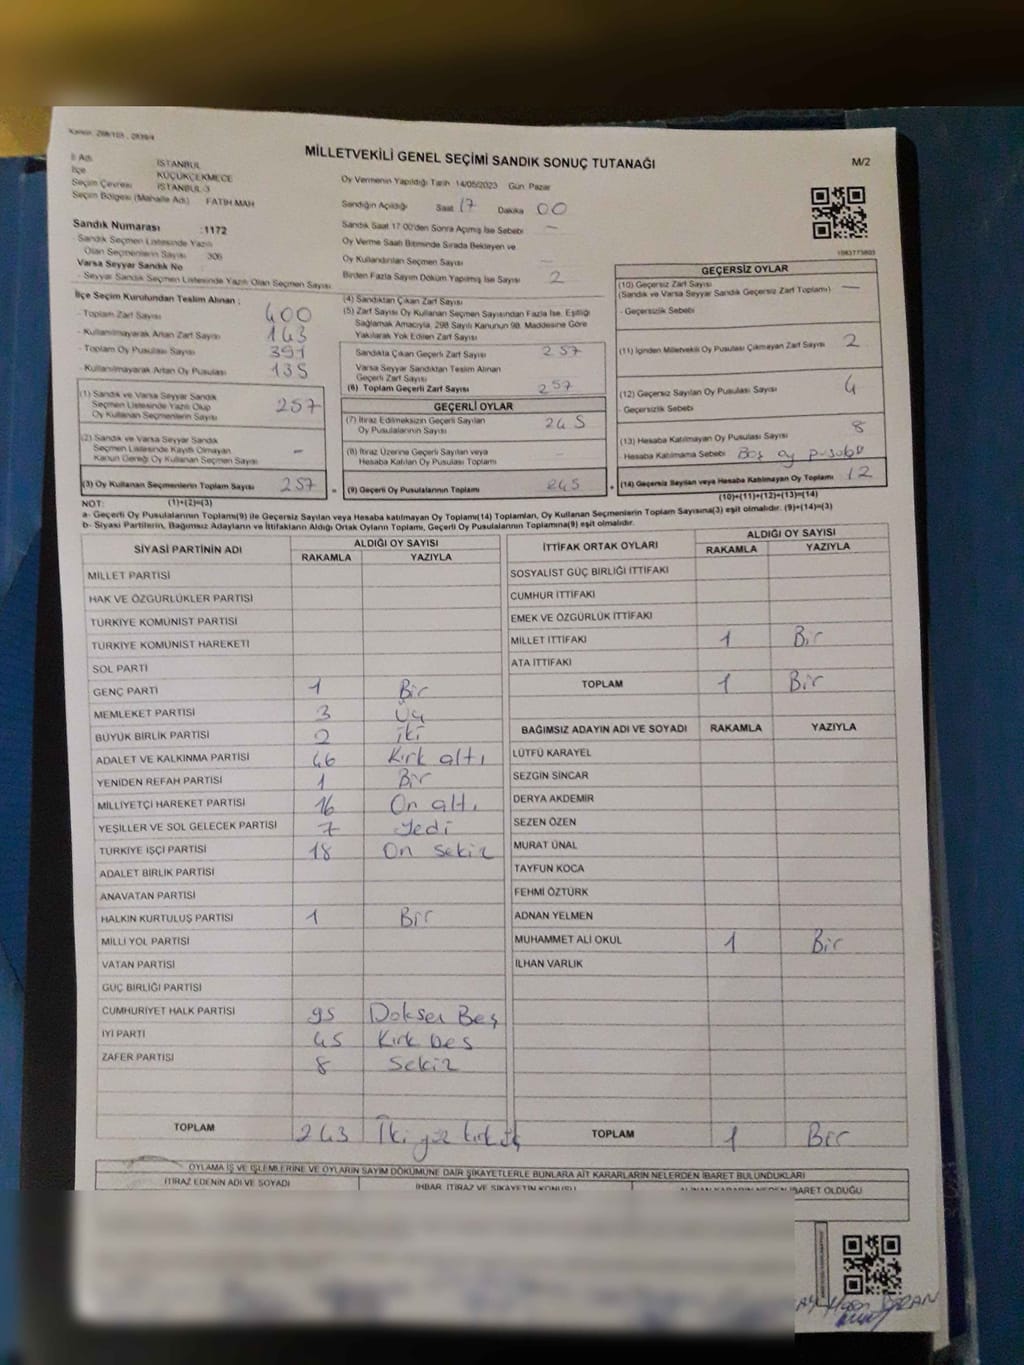 Kanun: 298/103 , 2839/4
MİLLETVEKİLİ GENEL SEÇİMİ SANDIK SONUÇ TUTANAĞI
M/2
İl Adı İSTANBUL
İlçe KÜÇÜKÇEKMECE
Seçim Çevresi İSTANBUL-3
Seçim Bölgesi (Mahalle Adı) FATİH MAH
Sandık Numarası :1172
- Sandık Seçmen Listesinde Yazılı
Olan Seçmenlerin Sayısı 306
Varsa Seyyar Sandık No :
- Seyyar Sandık Seçmen Listesinde Yazılı Olan Seçmen Sayısı
Oy Vermenin Yapıldığı Tarih 14/05/2023 Gün Pazar
Sandığın Açıldığı Saat 17 Dakika 00
Sandık Saat 17:00'den Sonra Açılmış İse Sebebi —
Oy Verme Saati Bitiminde Sırada Bekleyen ve
Oy Kullandırılan Seçmen Sayısı —
Birden Fazla Sayım Döküm Yapılmış İse Sayısı 2
İlçe Seçim Kurulundan Teslim Alınan ;
- Toplam Zarf Sayısı 400
- Kullanılmayarak Artan Zarf Sayısı 143
- Toplam Oy Pusulası Sayısı 391
- Kullanılmayarak Artan Oy Pusulası 135
(1) Sandık ve Varsa Seyyar Sandık
Seçmen Listesinde Yazılı Olup
Oy Kullanan Seçmenlerin Sayısı 257
(2) Sandık ve Varsa Seyyar Sandık
Seçmen Listesinde Kayıtlı Olmayan
Kanun Gereği Oy Kullanan Seçmen Sayısı -
(3) Oy Kullanan Seçmenlerin Toplam Sayısı 257
(4) Sandıktan Çıkan Zarf Sayısı
(5) Zarf Sayısı Oy Kullanan Seçmen Sayısından Fazla İse, Eşitliği
Sağlamak Amacıyla, 298 Sayılı Kanunun 98. Maddesine Göre
Yakılarak Yok Edilen Zarf Sayısı
Sandıkta Çıkan Geçerli Zarf Sayısı 257
Varsa Seyyar Sandıktan Teslim Alınan
Geçerli Zarf Sayısı
(6) Toplam Geçerli Zarf Sayısı 257
GEÇERLİ OYLAR
(7) İtiraz Edilmeksizin Geçerli Sayılan
Oy Pusulalarının Sayısı 245
(8) İtiraz Üzerine Geçerli Sayılan veya
Hesaba Katılan Oy Pusulası Toplamı -
= (9) Geçerli Oy Pusulalarının Toplamı 245
GEÇERSİZ OYLAR
(10) Geçersiz Zarf Sayısı
(Sandık ve Varsa Seyyar Sandık Geçersiz Zarf Toplamı) —
- Geçersizlik Sebebi
(11) İçinden Milletvekili Oy Pusulası Çıkmayan Zarf Sayısı 2
(12) Geçersiz Sayılan Oy Pusulası Sayısı 4
- Geçersizlik Sebebi
(13) Hesaba Katılmayan Oy Pusulası Sayısı 8
Hesaba Katılmama Sebebi Boş oy pusula
+ (14) Geçersiz Sayılan veya Hesaba Katılmayan Oy Toplamı 12
NOT: (1)+(2)=(3)
(10)+(11)+(12)+(13)=(14)
a- Geçerli Oy Pusulalarının Toplamı(9) ile Geçersiz Sayılan veya Hesaba katılmayan Oy Toplamı(14) Toplamları, Oy Kullanan Seçmenlerin Toplam Sayısına(3) eşit olmalıdır. (9)+(14)=(3)
b- Siyasi Partilerin, Bağımsız Adayların ve İttifakların Aldığı Ortak Oyların Toplamı, Geçerli Oy Pusulalarının Toplamına(9) eşit olmalıdır.
SİYASİ PARTİNİN ADI
ALDIĞI OY SAYISI
RAKAMLA YAZIYLA
MİLLET PARTİSİ
HAK VE ÖZGÜRLÜKLER PARTİSİ
TÜRKİYE KOMÜNİST PARTİSİ
TÜRKİYE KOMÜNİST HAREKETİ
SOL PARTİ
GENÇ PARTİ 1 Bir
MEMLEKET PARTİSİ 3 Üç
BÜYÜK BİRLİK PARTİSİ 2 iki
ADALET VE KALKINMA PARTİSİ 46 Kırk altı
YENİDEN REFAH PARTİSİ 1 Bir
MİLLİYETÇİ HAREKET PARTİSİ 16 On altı
YEŞİLLER VE SOL GELECEK PARTİSİ 7 Yedi
TÜRKİYE İŞÇİ PARTİSİ 18 On sekiz
ADALET BİRLİK PARTİSİ
ANAVATAN PARTİSİ
HALKIN KURTULUŞ PARTİSİ 1 Bir
MİLLİ YOL PARTİSİ
VATAN PARTİSİ
GÜÇ BİRLİĞİ PARTİSİ
CUMHURİYET HALK PARTİSİ 95 Doksen Beş
İYİ PARTİ 45 Kırk beş
ZAFER PARTİSİ 8 Sekiz
TOPLAM 243 İki yüz kırk üç
İTTİFAK ORTAK OYLARI
ALDIĞI OY SAYISI
RAKAMLA YAZIYLA
SOSYALİST GÜÇ BİRLİĞİ İTTİFAKI
CUMHUR İTTİFAKI
EMEK VE ÖZGÜRLÜK İTTİFAKI
MİLLET İTTİFAKI 1 Bir
ATA İTTİFAKI
TOPLAM 1 Bir
BAĞIMSIZ ADAYIN ADI VE SOYADI RAKAMLA YAZIYLA
LÜTFÜ KARAYEL
SEZGİN SİNCAR
DERYA AKDEMİR
SEZEN ÖZEN
MURAT ÜNAL
TAYFUN KOCA
FEHMİ ÖZTÜRK
ADNAN YELMEN
MUHAMMET ALİ OKUL 1 Bir
İLHAN VARLIK
TOPLAM 1 Bir
OYLAMA İŞ VE İŞLEMLERİNE VE OYLARIN SAYIM DÖKÜMÜNE DAİR ŞİKAYETLERLE BUNLARA AİT KARARLARIN NELERDEN İBARET BULUNDUKLARI
İTİRAZ EDENİN ADI VE SOYADI
İHBAR, İTİRAZ VE ŞİKAYETİN KONUSU
ALINAN KARARIN NEDEN İBARET OLDUĞU